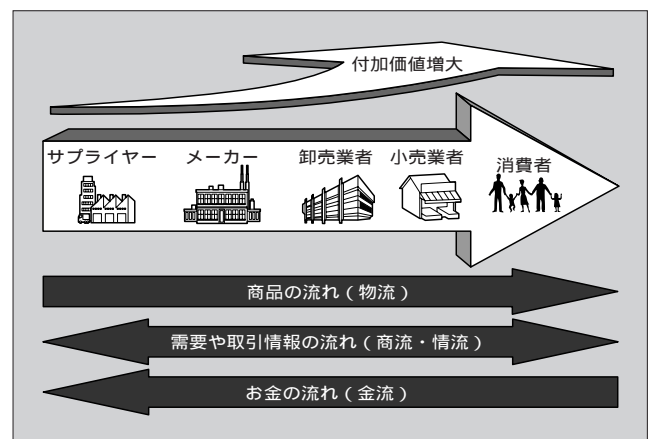 付加価値増大
サプライヤー
メーカー
卸売業者
小売業者
消費者
商品の流れ（物流）
需要や取引情報の流れ（商流・情流）
お金の流れ（金流）